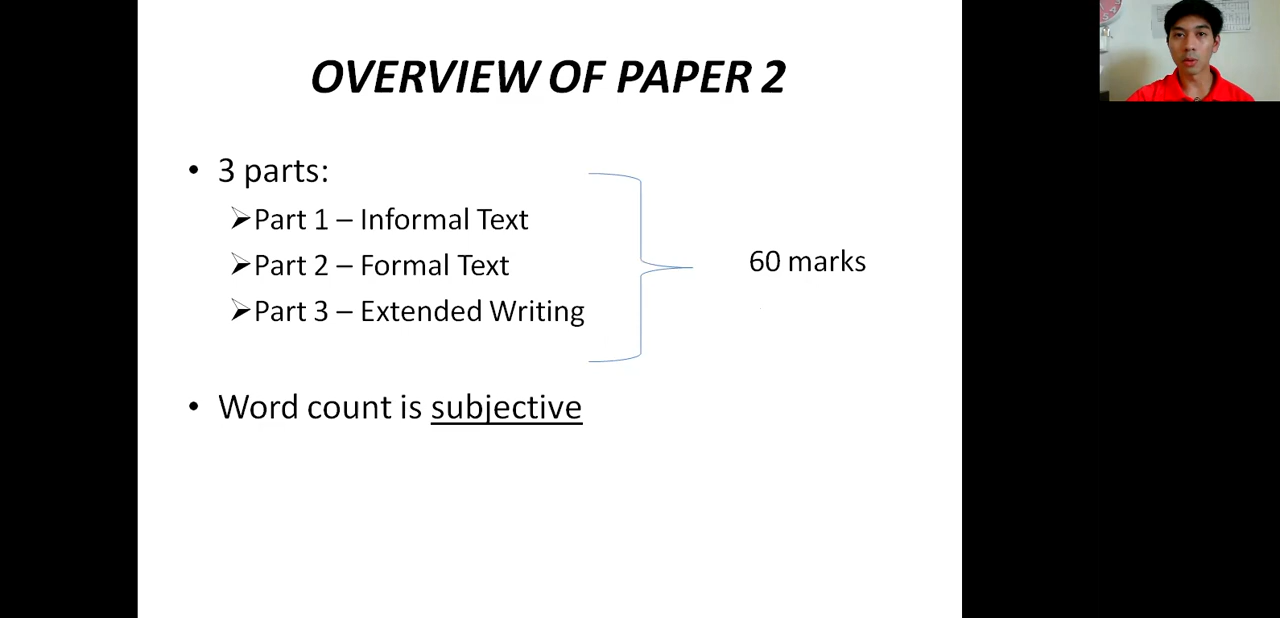 OVERVIEW OF PAPER 2
• 3 parts:
➢Part 1 – Informal Text
➢Part 2 – Formal Text
➢Part 3 – Extended Writing
60 marks
• Word count is subjective